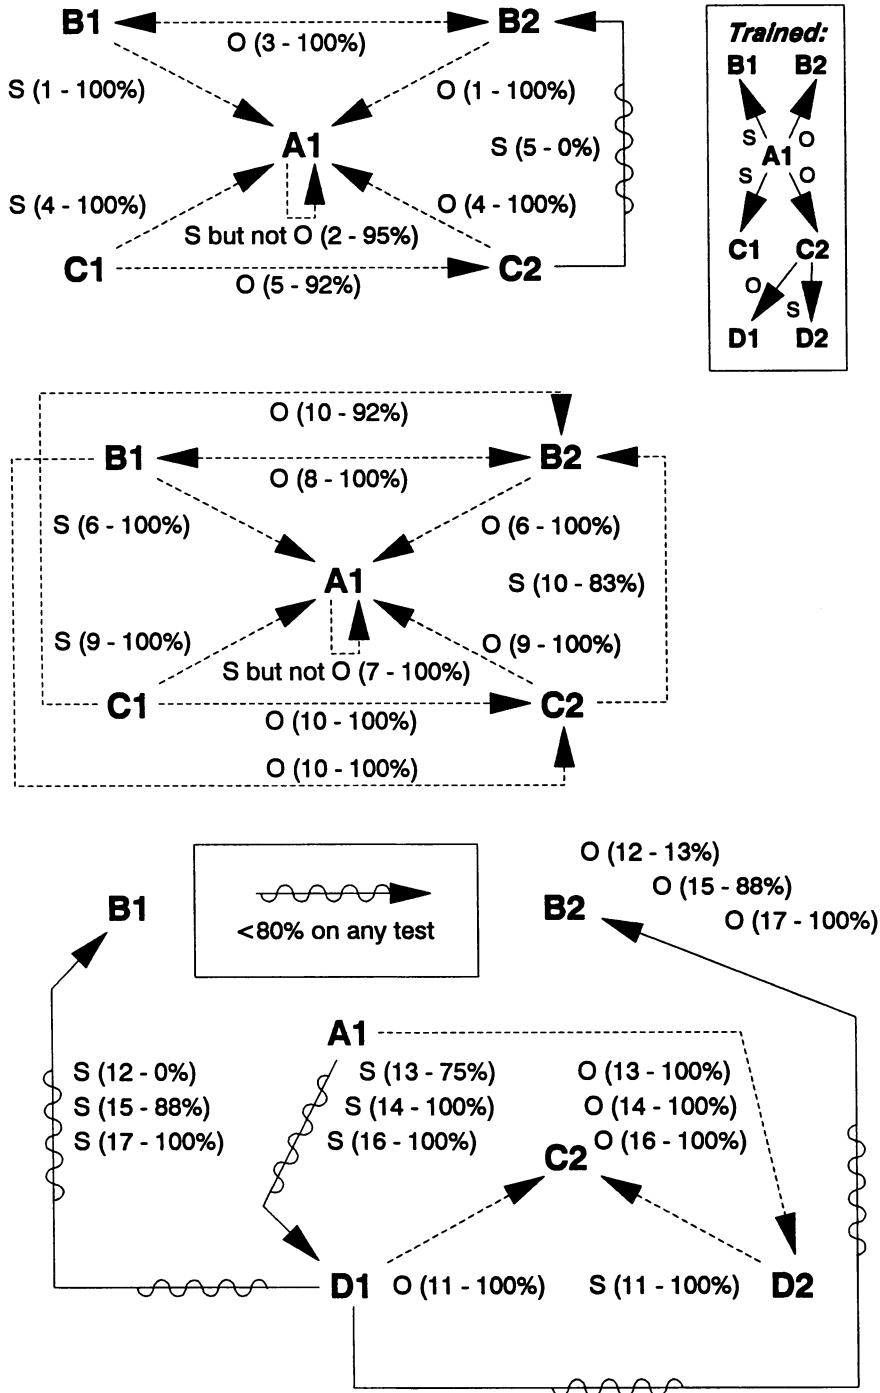 B1 B2
O (3 - 100%)
S (1 - 100%) O (1 - 100%)
A1 S (5 - 0%)
S (4 - 100%) O (4 - 100%)
S but not O (2 - 95%)
C1 C2
O (5 - 92%)
Trained:
B1 B2
S O
A1
S O
C1 C2
O S
D1 D2
O (10 - 92%)
B1 B2
O (8 - 100%)
S (6 - 100%) O (6 - 100%)
A1 S (10 - 83%)
S (9 - 100%) O (9 - 100%)
S but not O (7 - 100%)
C1 C2
O (10 - 100%)
O (10 - 100%)
O (12 - 13%)
O (15 - 88%)
O (17 - 100%)
B1 B2
<80% on any test
A1
S (12 - 0%) S (13 - 75%) O (13 - 100%)
S (15 - 88%) S (14 - 100%) O (14 - 100%)
S (17 - 100%) S (16 - 100%) O (16 - 100%)
C2
D1 O (11 - 100%) S (11 - 100%) D2